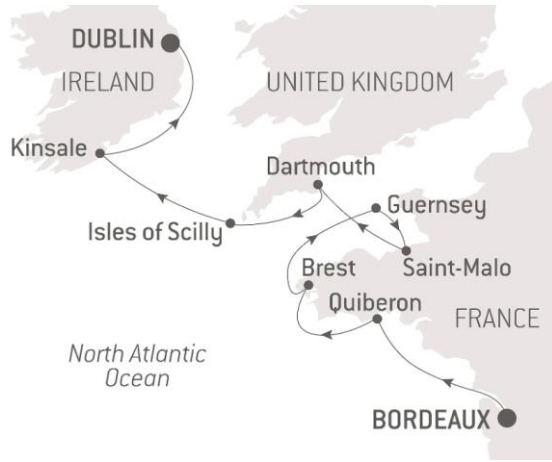 DUBLIN
IRELAND
UNITED KINGDOM
Kinsale
Dartmouth
Guernsey
Isles of Scilly
Brest
Saint-Malo
Quiberon
FRANCE
North Atlantic
Ocean
BORDEAUX